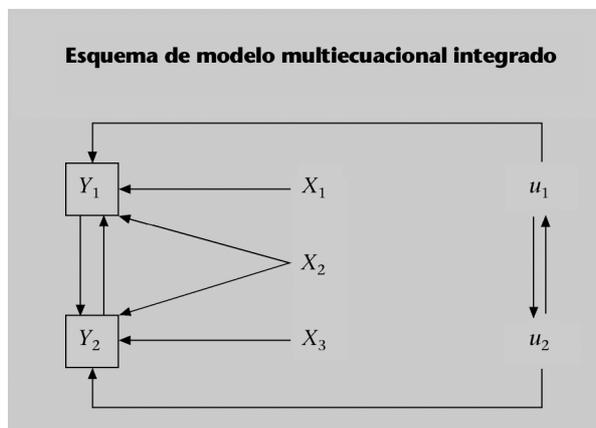 Esquema de modelo multiecuacional integrado
Y₁ X₁ u₁
X₂
Y₂ X₃ u₂